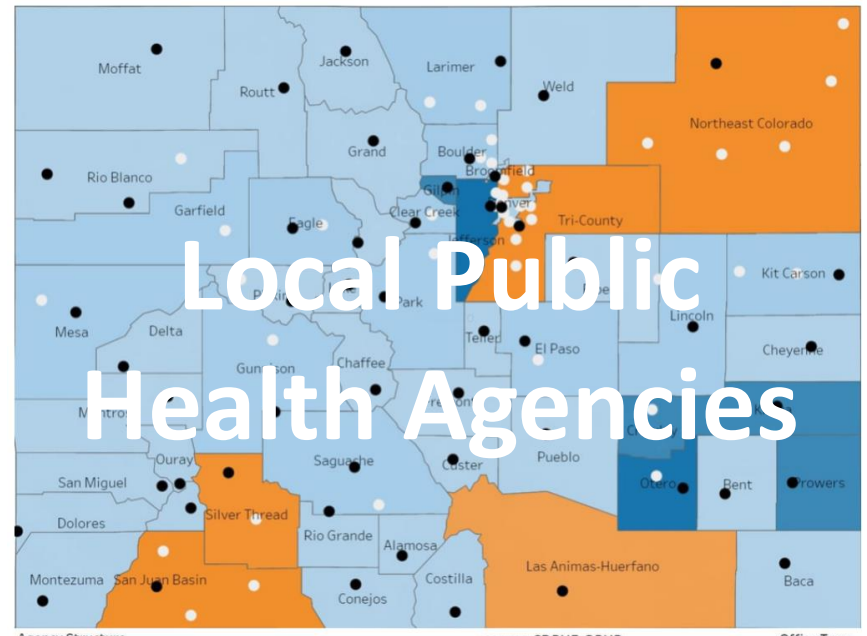 Moffat
Jackson
Larimer
Routt
Weld
Northeast Colorado
Grand
Boulder
Broomfield
Rio Blanco
Gilpin
Garfield
Clear Creek
Eagle
Tri-County
Jefferson
Local Public
Kit Carson
Park
Lincoln
Mesa
Delta
Teller
El Paso
Cheyenne
Gunnison
Chaffee
Health Agencies
Ouray
Saguache
Custer
Pueblo
San Miguel
Otero
Bent
Prowers
Silver Thread
Dolores
Rio Grande
Alamosa
Las Animas-Huerfano
Montezuma
San Juan Basin
Costilla
Baca
Conejos